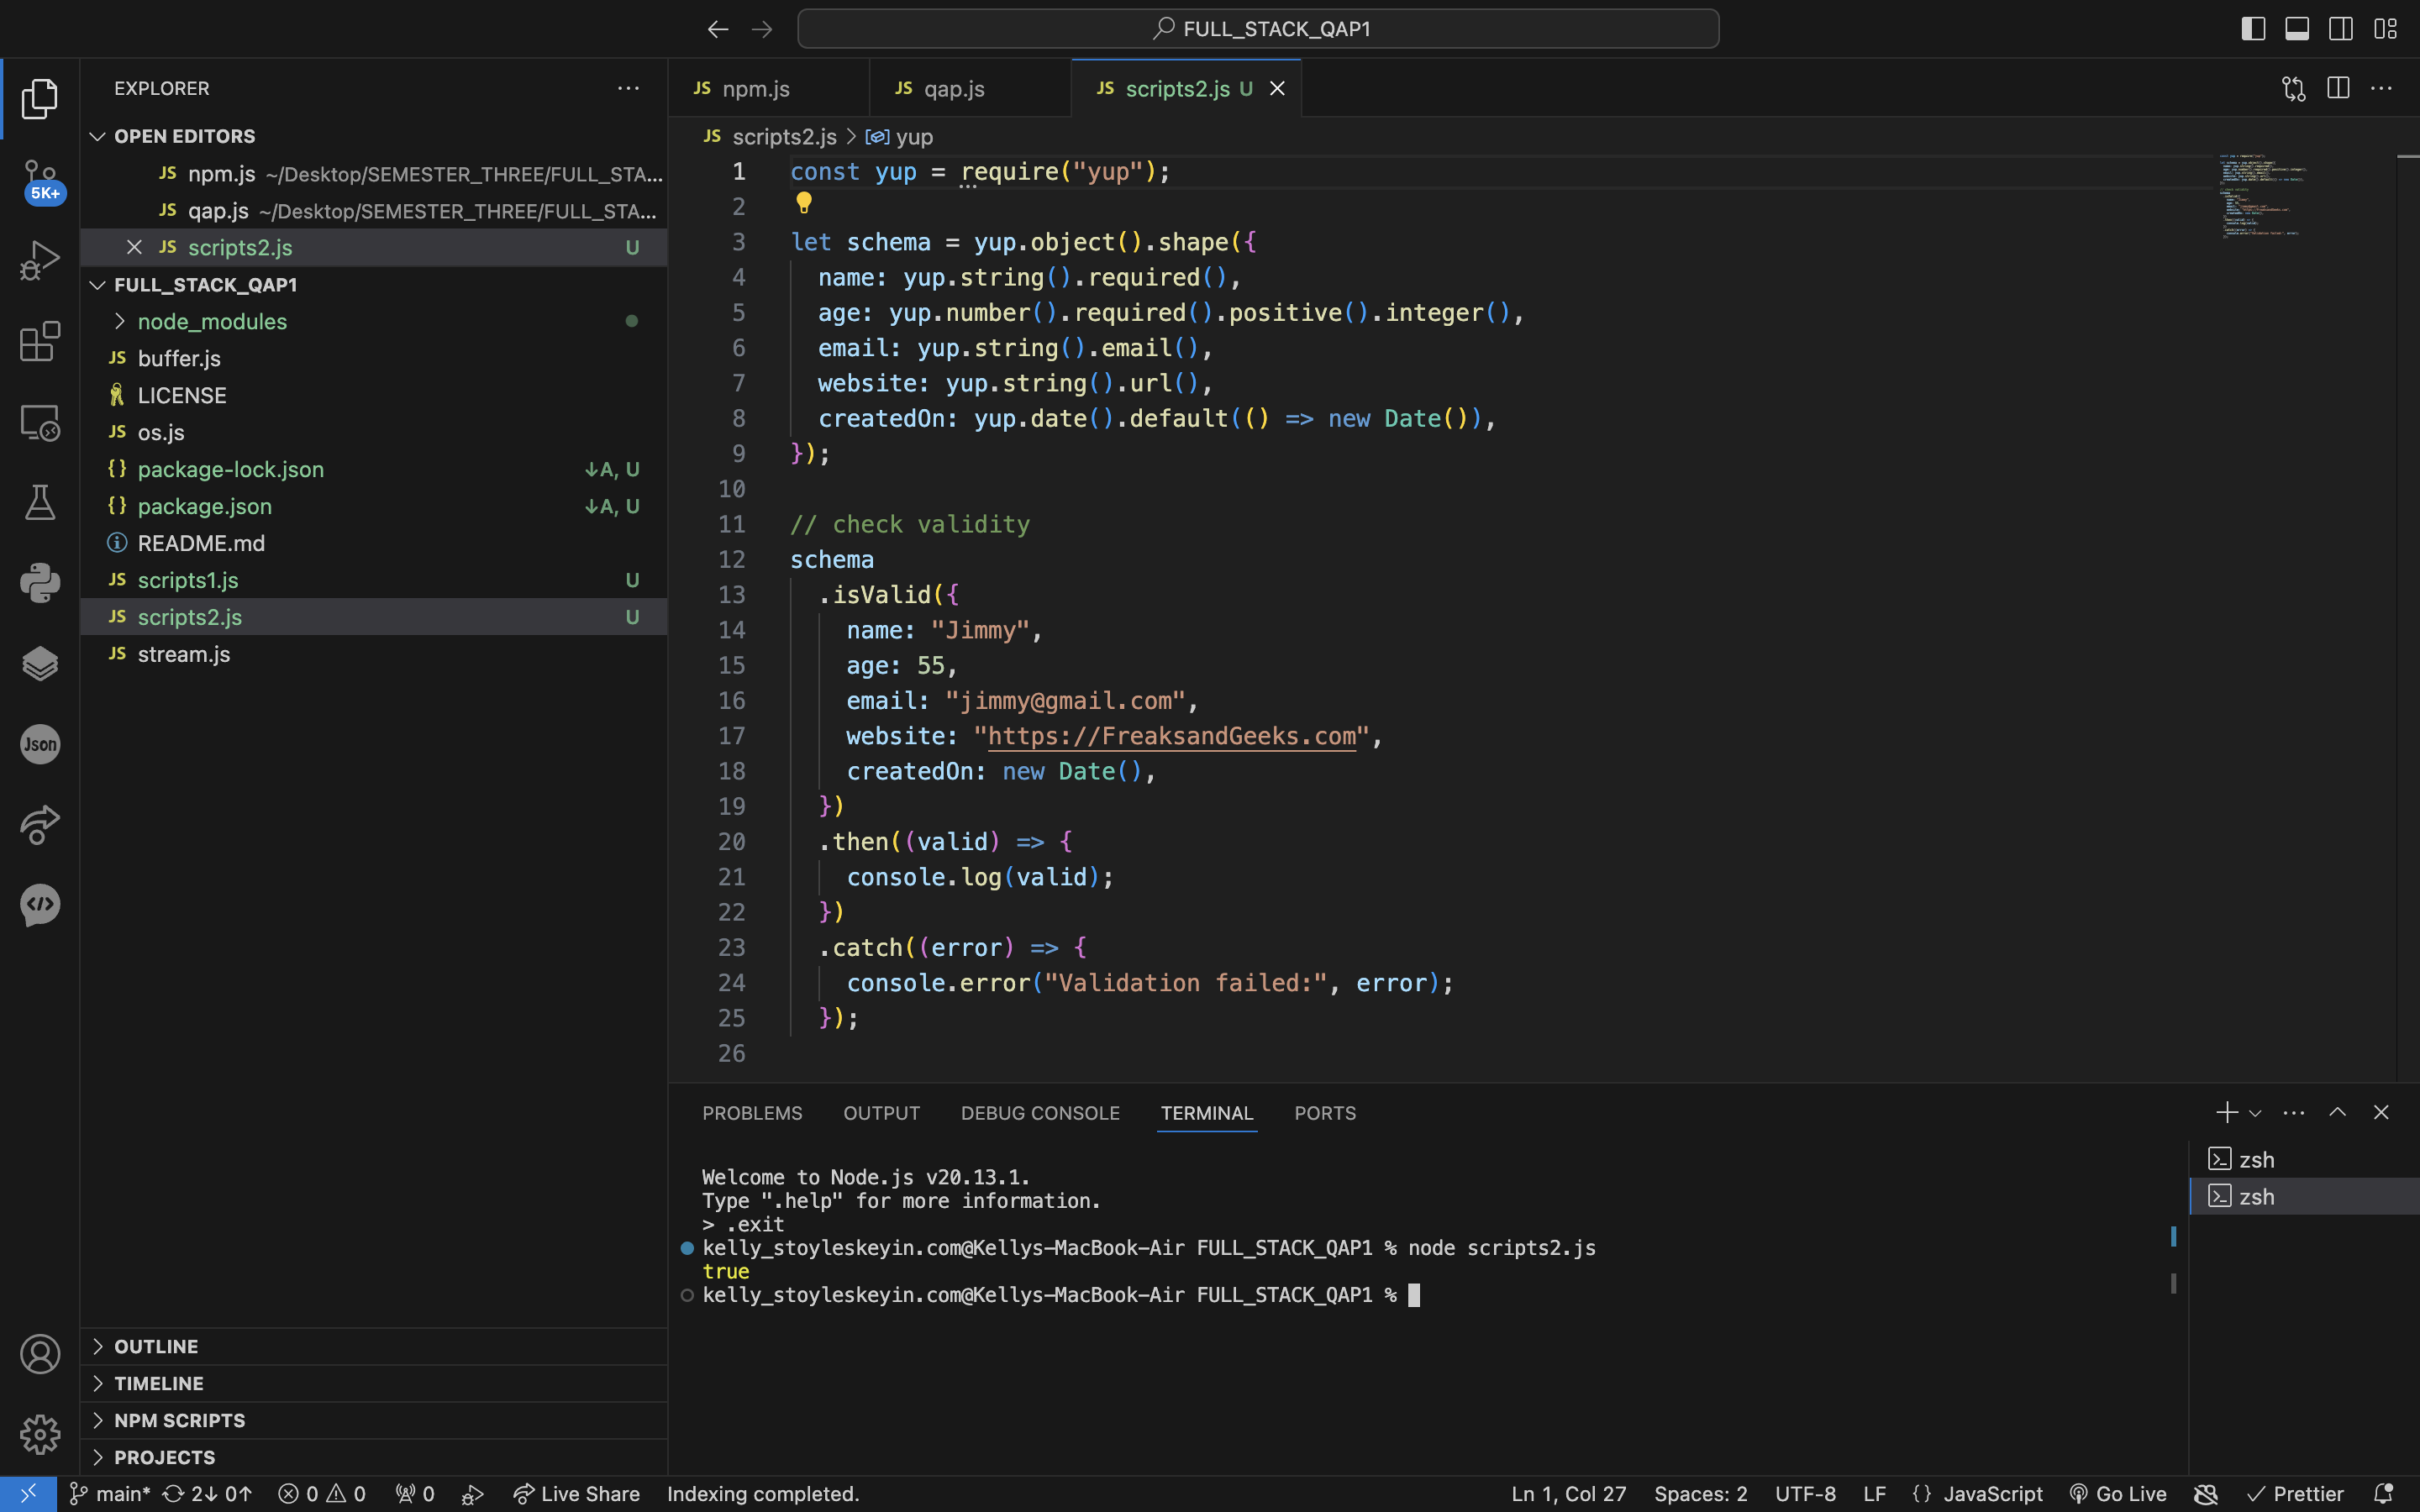 FULL_STACK_QAP1
EXPLORER
OPEN EDITORS
JS npm.js ~/Desktop/SEMESTER_THREE/FULL_STA...
JS qap.js ~/Desktop/SEMESTER_THREE/FULL_STA...
JS scripts2.js U
FULL_STACK_QAP1
node_modules
JS buffer.js
LICENSE
JS os.js
{} package-lock.json ↓A, U
{} package.json ↓A, U
README.md
JS scripts1.js U
JS scripts2.js U
JS stream.js
OUTLINE
TIMELINE
NPM SCRIPTS
PROJECTS
5K+
Json
JS npm.js JS qap.js JS scripts2.js U
JS scripts2.js > yup
1 const yup = require("yup");
2
3 let schema = yup.object().shape({
4 name: yup.string().required(),
5 age: yup.number().required().positive().integer(),
6 email: yup.string().email(),
7 website: yup.string().url(),
8 createdOn: yup.date().default(() => new Date()),
9 });
10
11 // check validity
12 schema
13 .isValid({
14 name: "Jimmy",
15 age: 55,
16 email: "jimmy@gmail.com",
17 website: "https://FreaksandGeeks.com",
18 createdOn: new Date(),
19 })
20 .then((valid) => {
21 console.log(valid);
22 })
23 .catch((error) => {
24 console.error("Validation failed:", error);
25 });
26
PROBLEMS OUTPUT DEBUG CONSOLE TERMINAL PORTS
Welcome to Node.js v20.13.1.
Type ".help" for more information.
> .exit
kelly_stoyleskeyin.com@Kellys-MacBook-Air FULL_STACK_QAP1 % node scripts2.js
true
kelly_stoyleskeyin.com@Kellys-MacBook-Air FULL_STACK_QAP1 %
zsh
zsh
main* 2↓ 0↑ 0 0 0 Live Share Indexing completed. Ln 1, Col 27 Spaces: 2 UTF-8 LF {} JavaScript Go Live Prettier